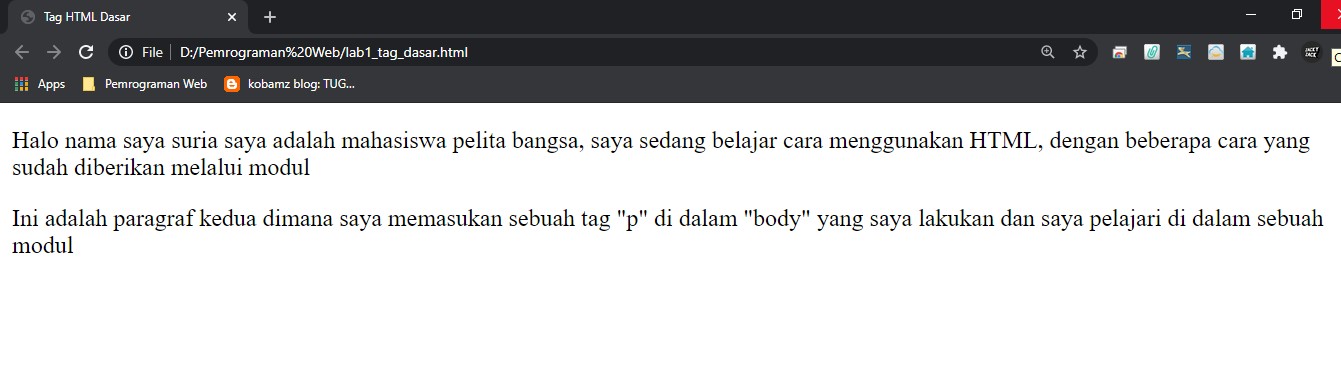 Tag HTML Dasar
File D:/Pemrograman%20Web/lab1_tag_dasar.html
Apps Pemrograman Web kobamz blog: TUG...
Halo nama saya suria saya adalah mahasiswa pelita bangsa, saya sedang belajar cara menggunakan HTML, dengan beberapa cara yang
sudah diberikan melalui modul
Ini adalah paragraf kedua dimana saya memasukan sebuah tag "p" di dalam "body" yang saya lakukan dan saya pelajari di dalam sebuah
modul